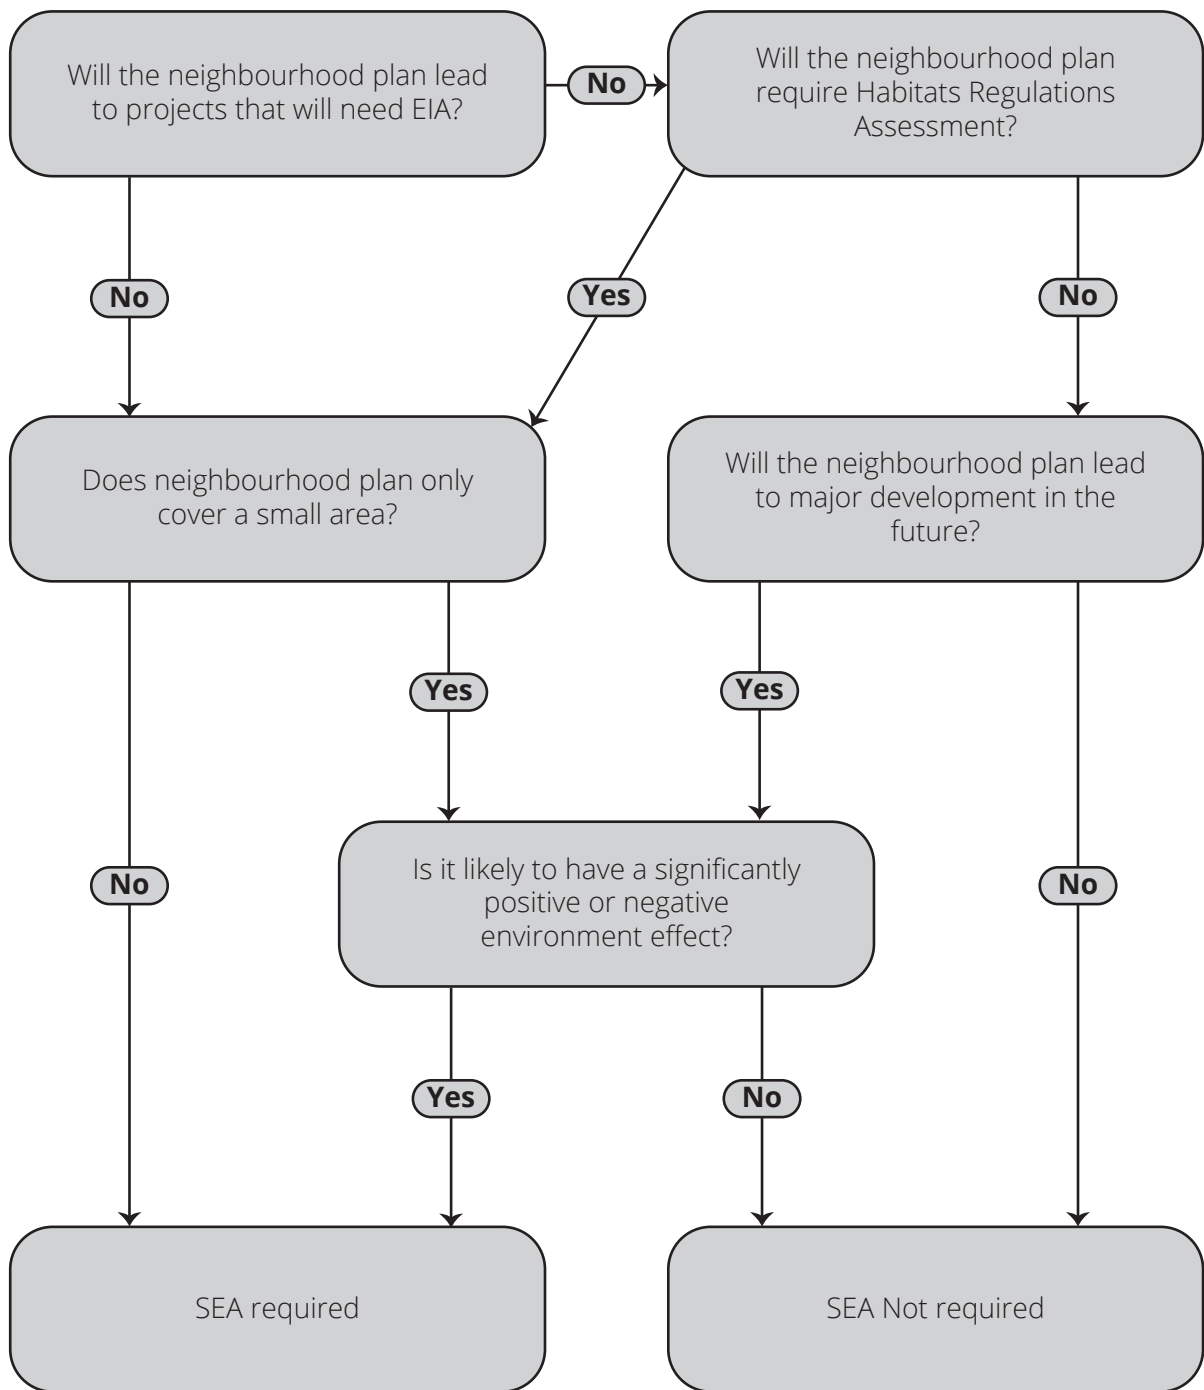 Will the neighbourhood plan lead
to projects that will need EIA?
No
Will the neighbourhood plan
require Habitats Regulations
Assessment?
No
Yes
No
Does neighbourhood plan only
cover a small area?
Will the neighbourhood plan lead
to major development in the
future?
Yes
Yes
No
No
Is it likely to have a significantly
positive or negative
environment effect?
Yes
No
SEA required
SEA Not required